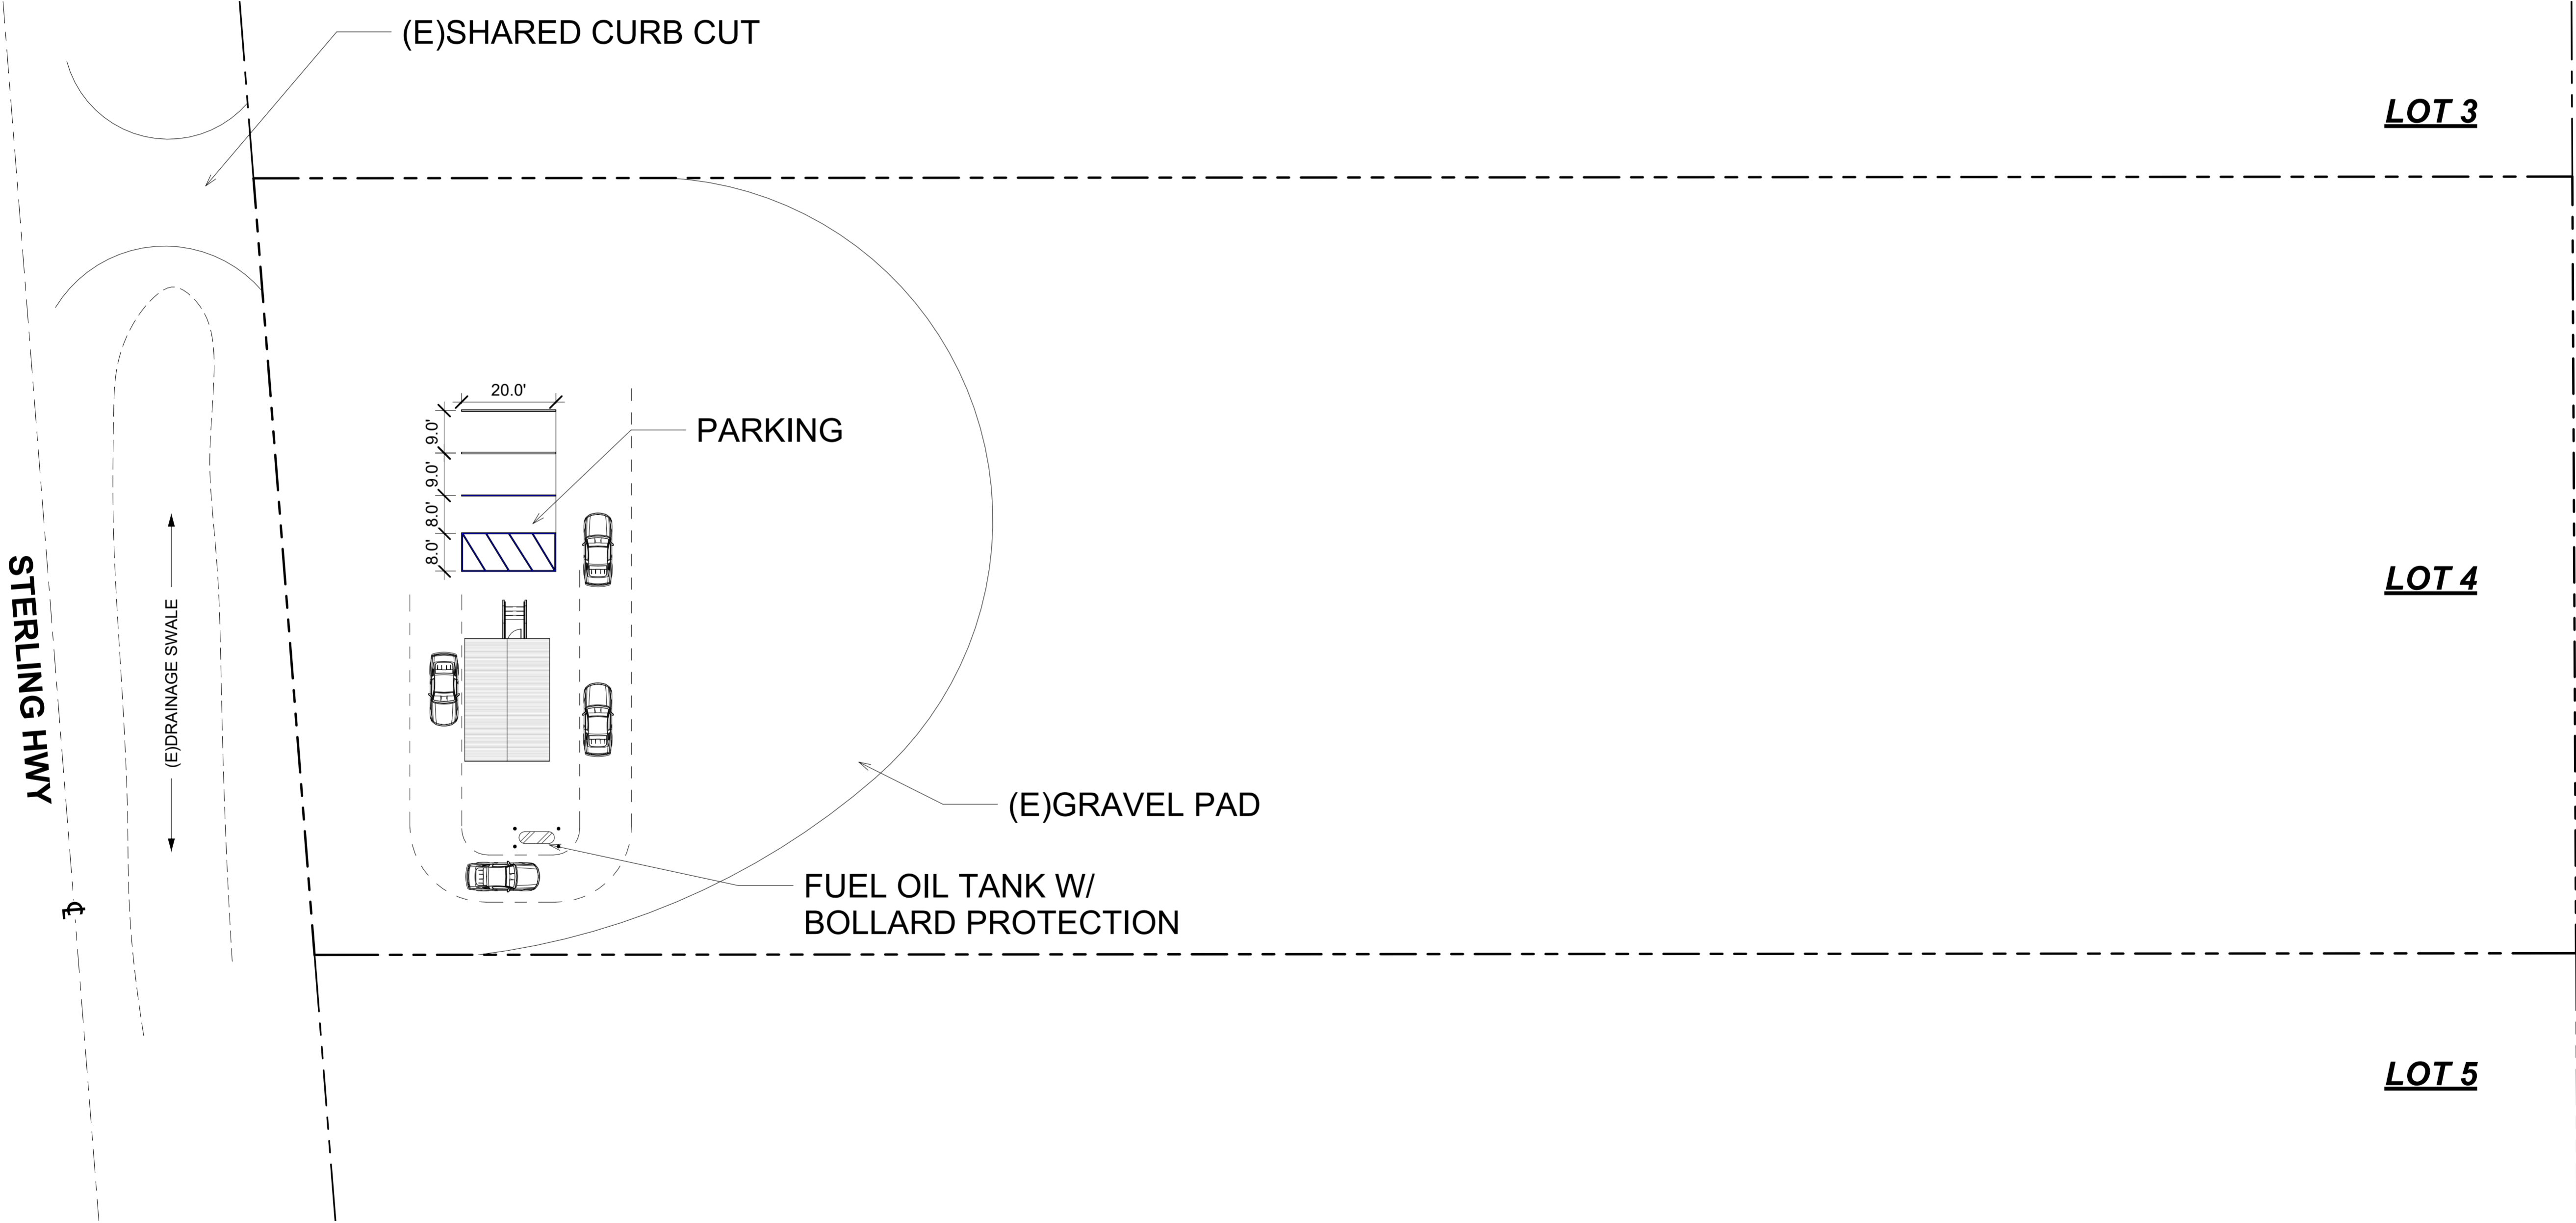 (E)SHARED CURB CUT
LOT 3
20.0'
9.0'
PARKING
9.0'
8.0'
8.0'
LOT 4
STERLING HWY
(E)DRAINAGE SWALE
(E)GRAVEL PAD
FUEL OIL TANK W/
BOLLARD PROTECTION
℄
LOT 5